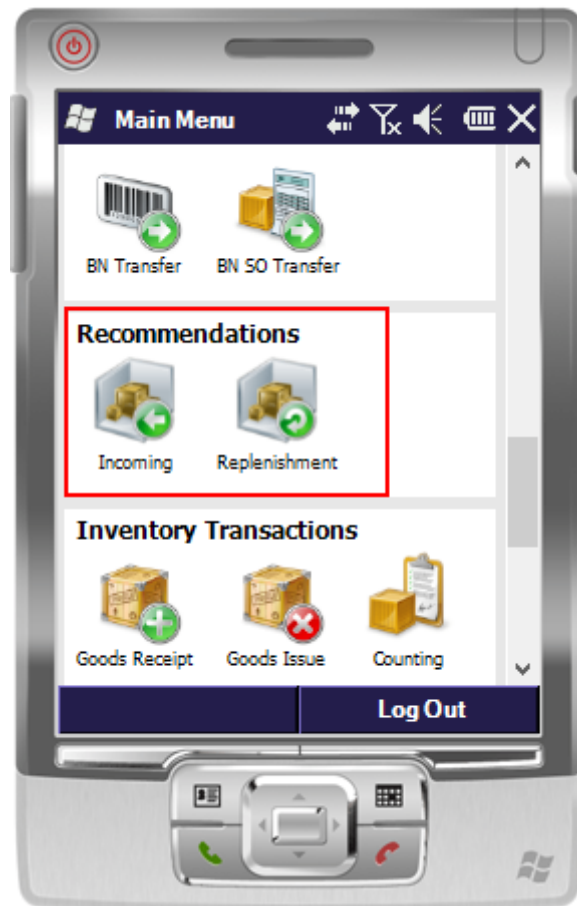 Main Menu
BN Transfer
BN SO Transfer
Recommendations
Incoming
Replenishment
Inventory Transactions
Goods Receipt
Goods Issue
Counting
Log Out